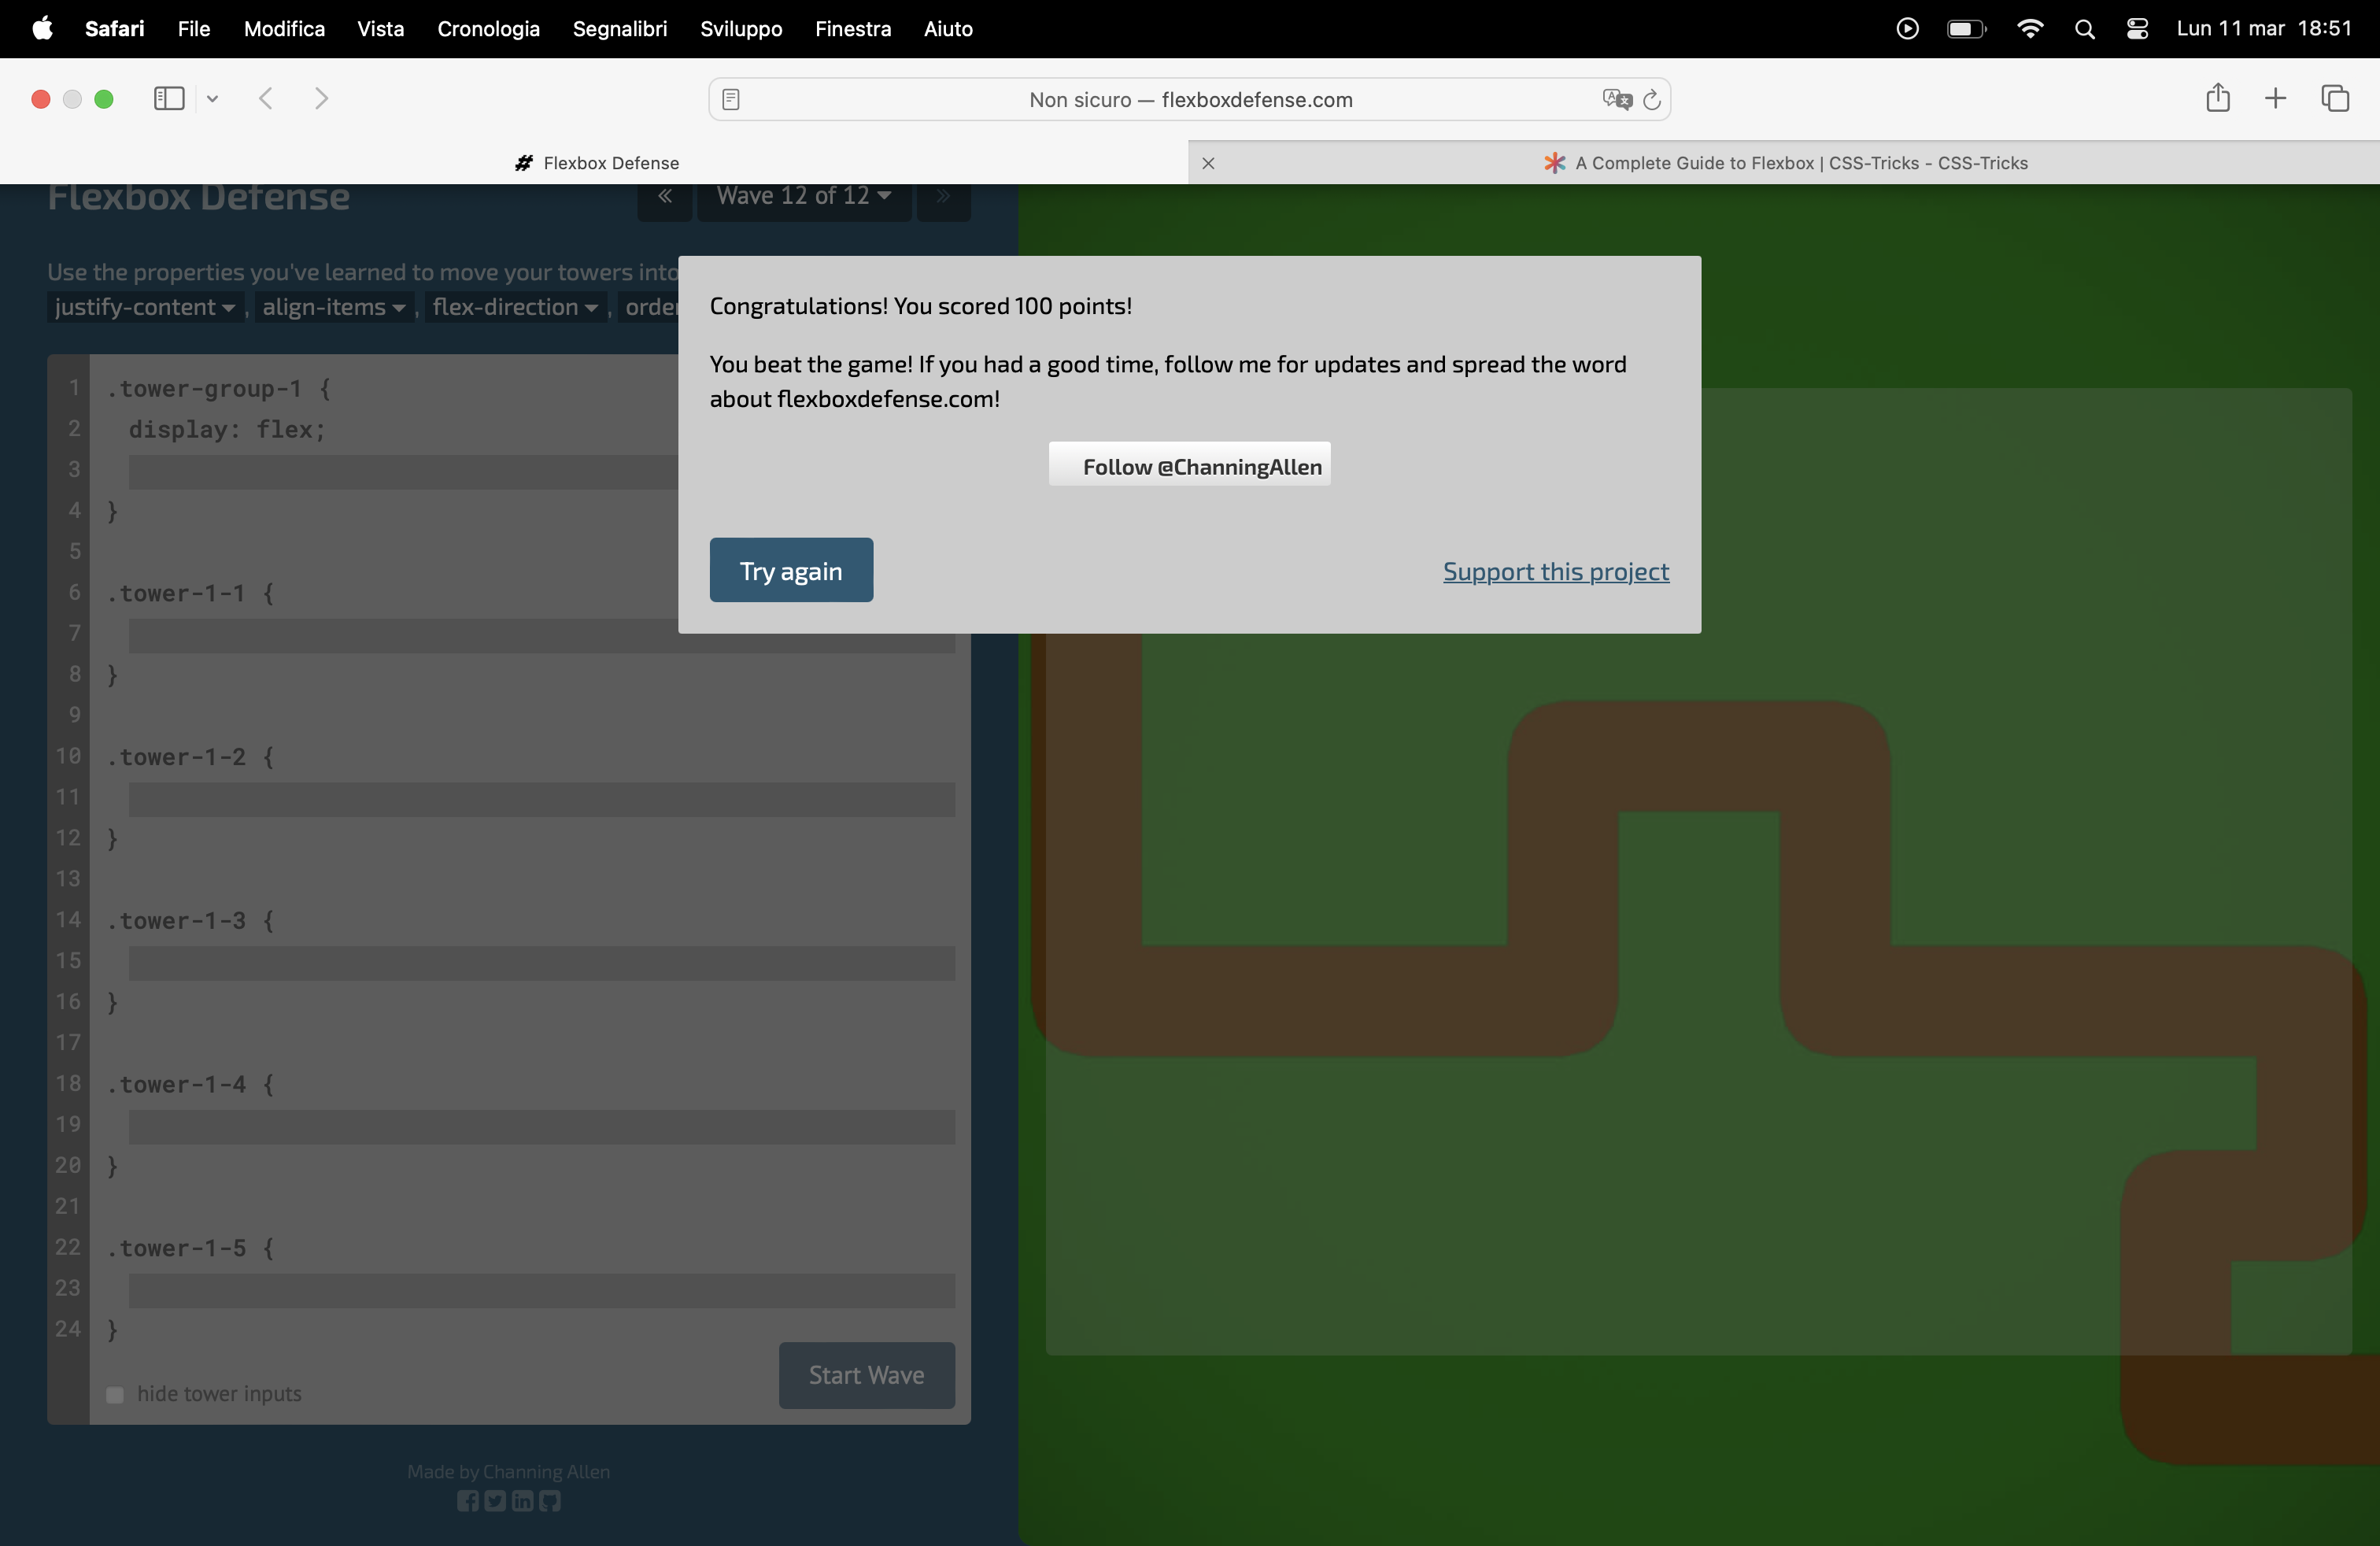 Safari File Modifica Vista Cronologia Segnalibri Sviluppo Finestra Aiuto Lun 11 mar 18:51
Non sicuro — flexboxdefense.com
Flexbox Defense
A Complete Guide to Flexbox | CSS-Tricks - CSS-Tricks
Flexbox Defense
« Wave 12 of 12 »
Use the properties you've learned to move your towers into
justify-content , align-items , flex-direction ,
Congratulations! You scored 100 points!
You beat the game! If you had a good time, follow me for updates and spread the word
about flexboxdefense.com!
Follow @ChanningAllen
Try again
Support this project
1 .tower-group-1 {
2 display: flex;
3
4 }
5
6 .tower-1-1 {
7
8 }
9
10 .tower-1-2 {
11
12 }
13
14 .tower-1-3 {
15
16 }
17
18 .tower-1-4 {
19
20 }
21
22 .tower-1-5 {
23
24 }
hide tower inputs
Start Wave
Made by Channing Allen